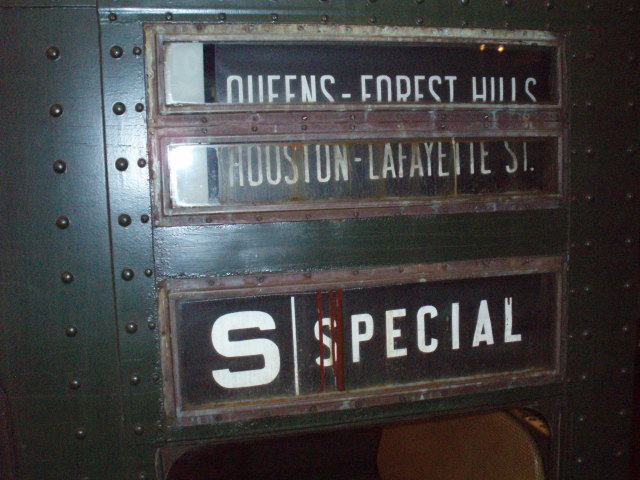 QUEENS-FOREST HILLS
HOUSTON-LAFAYETTE ST.
S SPECIAL